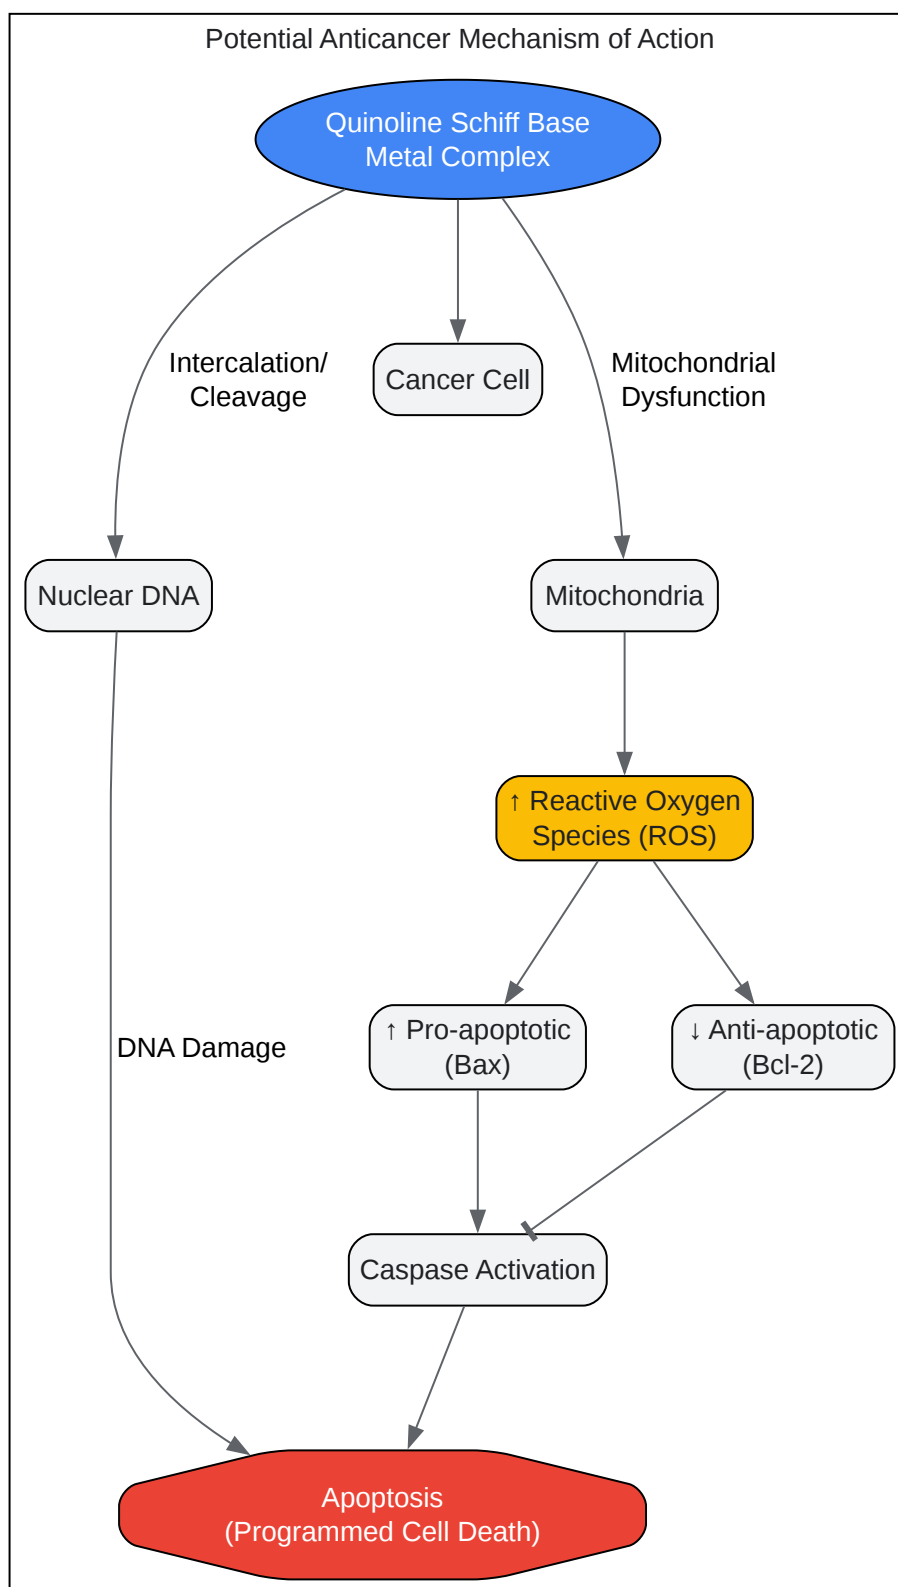 Potential Anticancer Mechanism of Action
Quinoline Schiff Base
Metal Complex
Intercalation/
Cleavage
Cancer Cell
Mitochondrial
Dysfunction
Nuclear DNA
Mitochondria
↑ Reactive Oxygen
Species (ROS)
DNA Damage
↑ Pro-apoptotic
(Bax)
↓ Anti-apoptotic
(Bcl-2)
Caspase Activation
Apoptosis
(Programmed Cell Death)